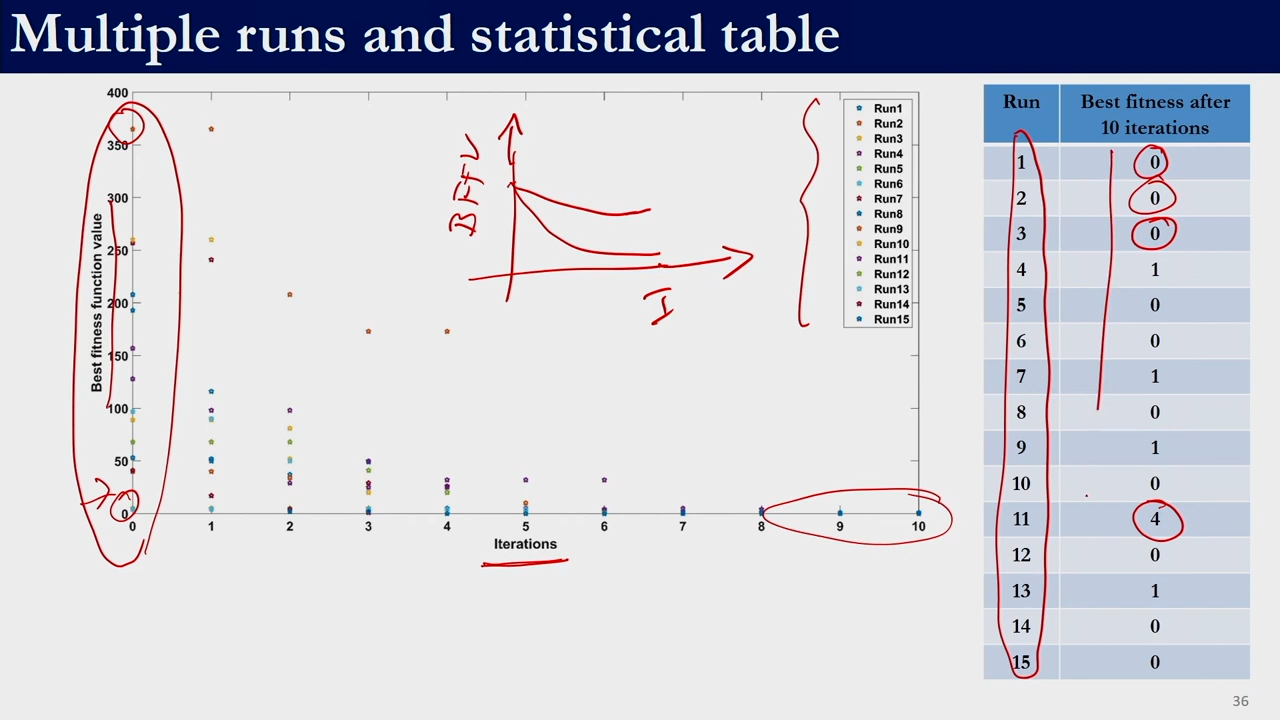 Multiple runs and statistical table
400
350
300
250
200
150
100
50
0
Best fitness function value
0 1 2 3 4 5 6 7 8 9 10
Iterations
BFFV
I
Run1
Run2
Run3
Run4
Run5
Run6
Run7
Run8
Run9
Run10
Run11
Run12
Run13
Run14
Run15
Run Best fitness after
10 iterations
1 0
2 0
3 0
4 1
5 0
6 0
7 1
8 0
9 1
10 0
11 4
12 0
13 1
14 0
15 0
36